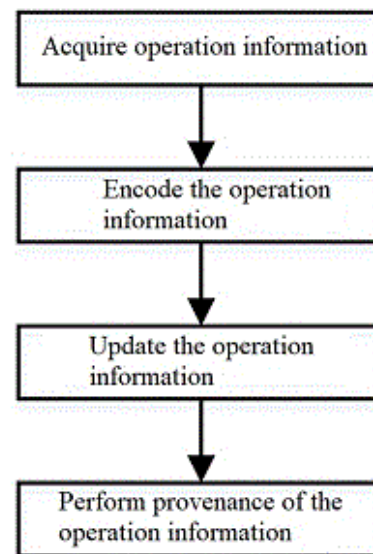 Acquire operation information
Encode the operation
information
Update the operation
information
Perform provenance of the
operation information